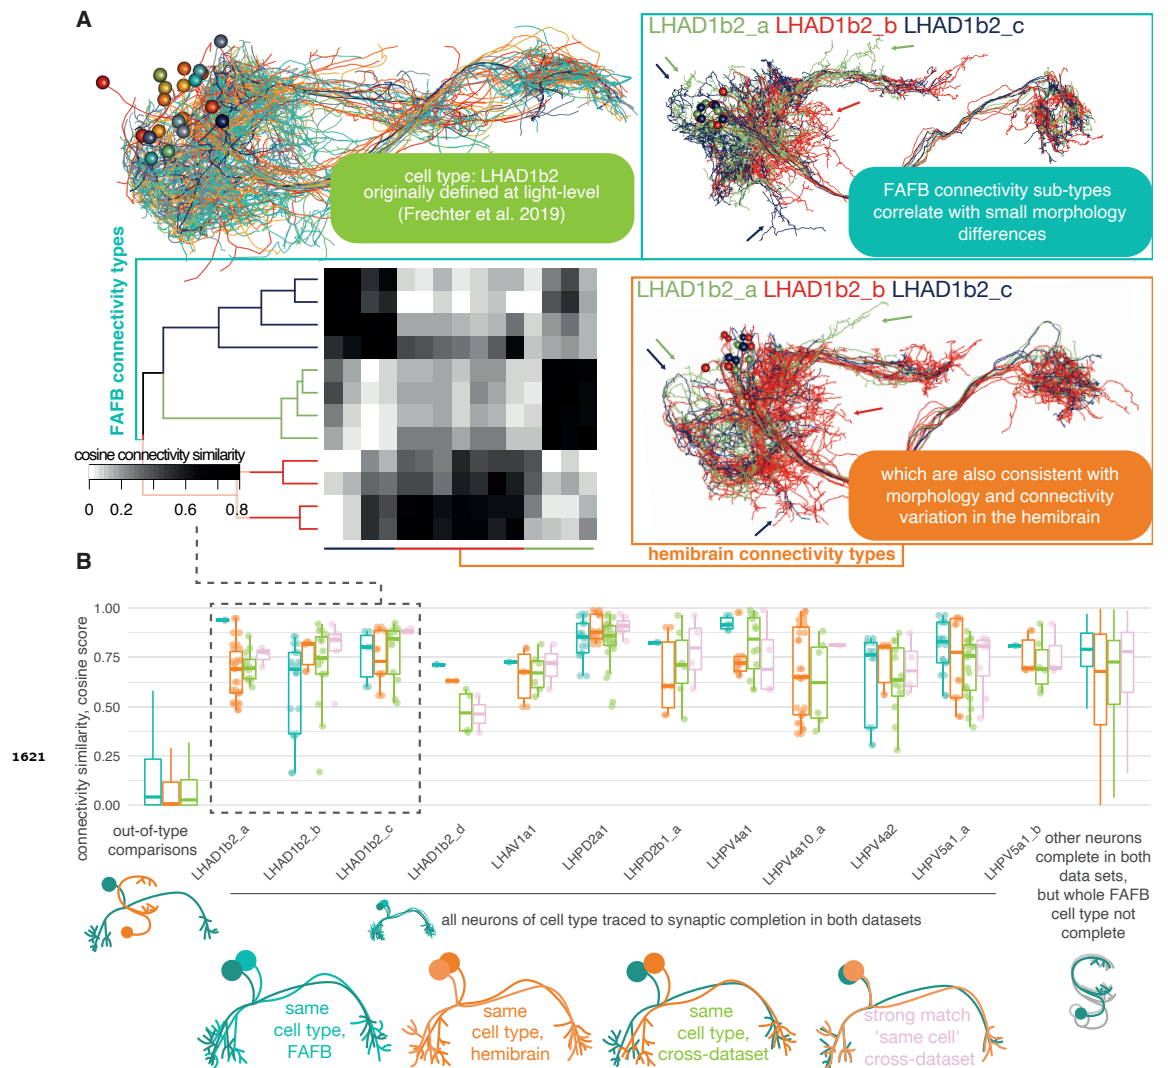 A
LHAD1b2_a LHAD1b2_b LHAD1b2_c
cell type: LHAD1b2
originally defined at light-level
(Frechter et al. 2019)
FAFB connectivity sub-types
correlate with small morphology
differences
FAFB connectivity types
LHAD1b2_a LHAD1b2_b LHAD1b2_c
cosine connectivity similarity
0 0.2 0.6 0.8
which are also consistent with
morphology and connectivity
variation in the hemibrain
hemibrain connectivity types
B
connectivity similarity, cosine score
1.00
0.75
0.50
0.25
0.00
1621
out-of-type
comparisons
LHAD1b2_a
LHAD1b2_b
LHAD1b2_c
LHAD1b2_d
LHAV1a1
LHPD2a1
LHPD2b1_a
LHPV4a1
LHPV4a10_a
LHPV4a2
LHPV5a1_a
LHPV5a1_b
other neurons
complete in both
data sets,
but whole FAFB
cell type not
complete
all neurons of cell type traced to synaptic completion in both datasets
same
cell type,
FAFB
same
cell type,
hemibrain
same
cell type,
cross-dataset
strong match
'same cell'
cross-dataset